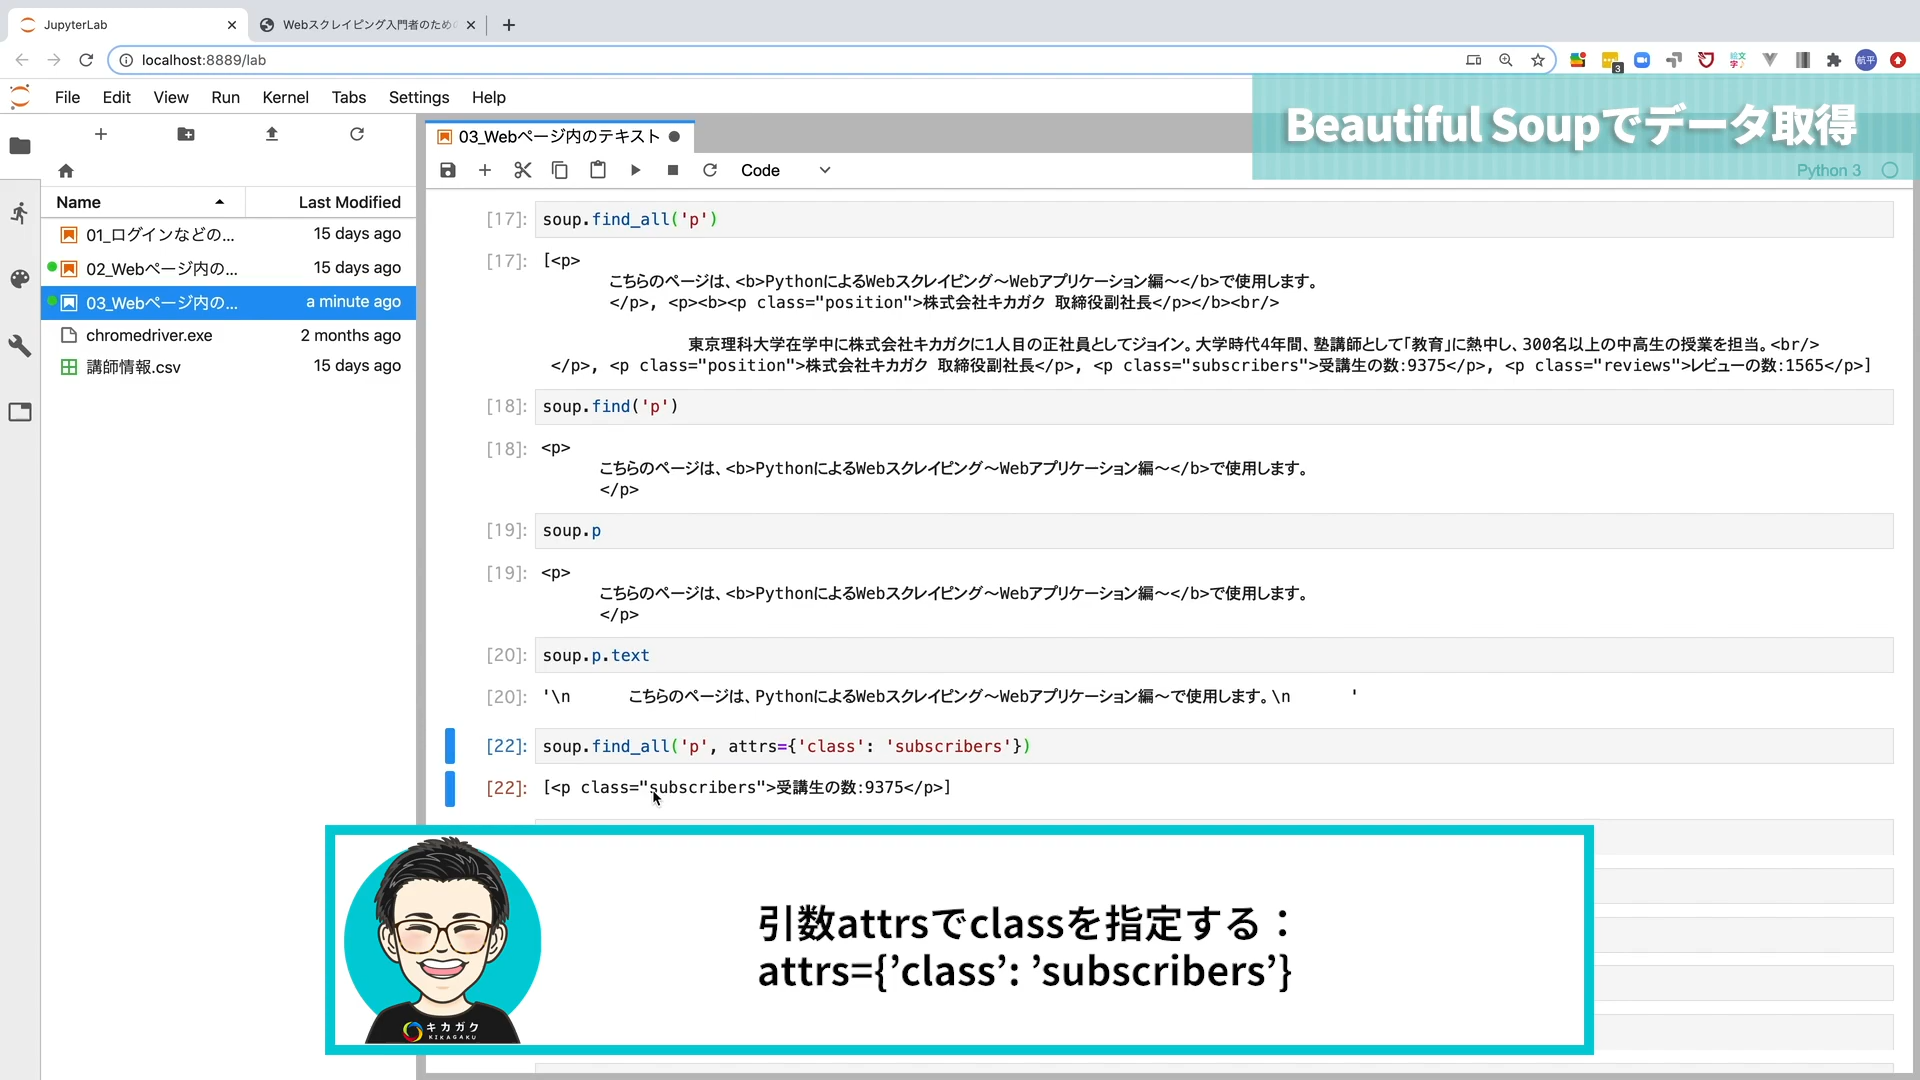 JupyterLab
Webスクレイピング入門者のため
localhost:8889/lab
3
絵文字♪
航平
File Edit View Run Kernel Tabs Settings Help
Beautiful Soupでデータ取得
03_Webページ内のテキスト
Code
Python 3
Name Last Modified
01_ログインなどの... 15 days ago
02_Webページ内の... 15 days ago
03_Webページ内の... a minute ago
chromedriver.exe 2 months ago
講師情報.csv 15 days ago
[17]: soup.find_all('p')
[17]: [<p>
こちらのページは、<b>PythonによるWebスクレイピング〜Webアプリケーション編〜</b>で使用します。
</p>, <p><b><p class="position">株式会社キカガク 取締役副社長</p></b><br/>
東京理科大学在学中に株式会社キカガクに1人目の正社員としてジョイン。大学時代4年間、塾講師として「教育」に熱中し、300名以上の中高生の授業を担当。<br/>
</p>, <p class="position">株式会社キカガク 取締役副社長</p>, <p class="subscribers">受講生の数:9375</p>, <p class="reviews">レビューの数:1565</p>]
[18]: soup.find('p')
[18]: <p>
こちらのページは、<b>PythonによるWebスクレイピング〜Webアプリケーション編〜</b>で使用します。
</p>
[19]: soup.p
[19]: <p>
こちらのページは、<b>PythonによるWebスクレイピング〜Webアプリケーション編〜</b>で使用します。
</p>
[20]: soup.p.text
[20]: '\n こちらのページは、PythonによるWebスクレイピング〜Webアプリケーション編〜で使用します。\n '
[22]: soup.find_all('p', attrs={'class': 'subscribers'})
[22]: [<p class="subscribers">受講生の数:9375</p>]
引数attrsでclassを指定する：
attrs={’class’: ’subscribers’}
キカガク
KIKAGAKU